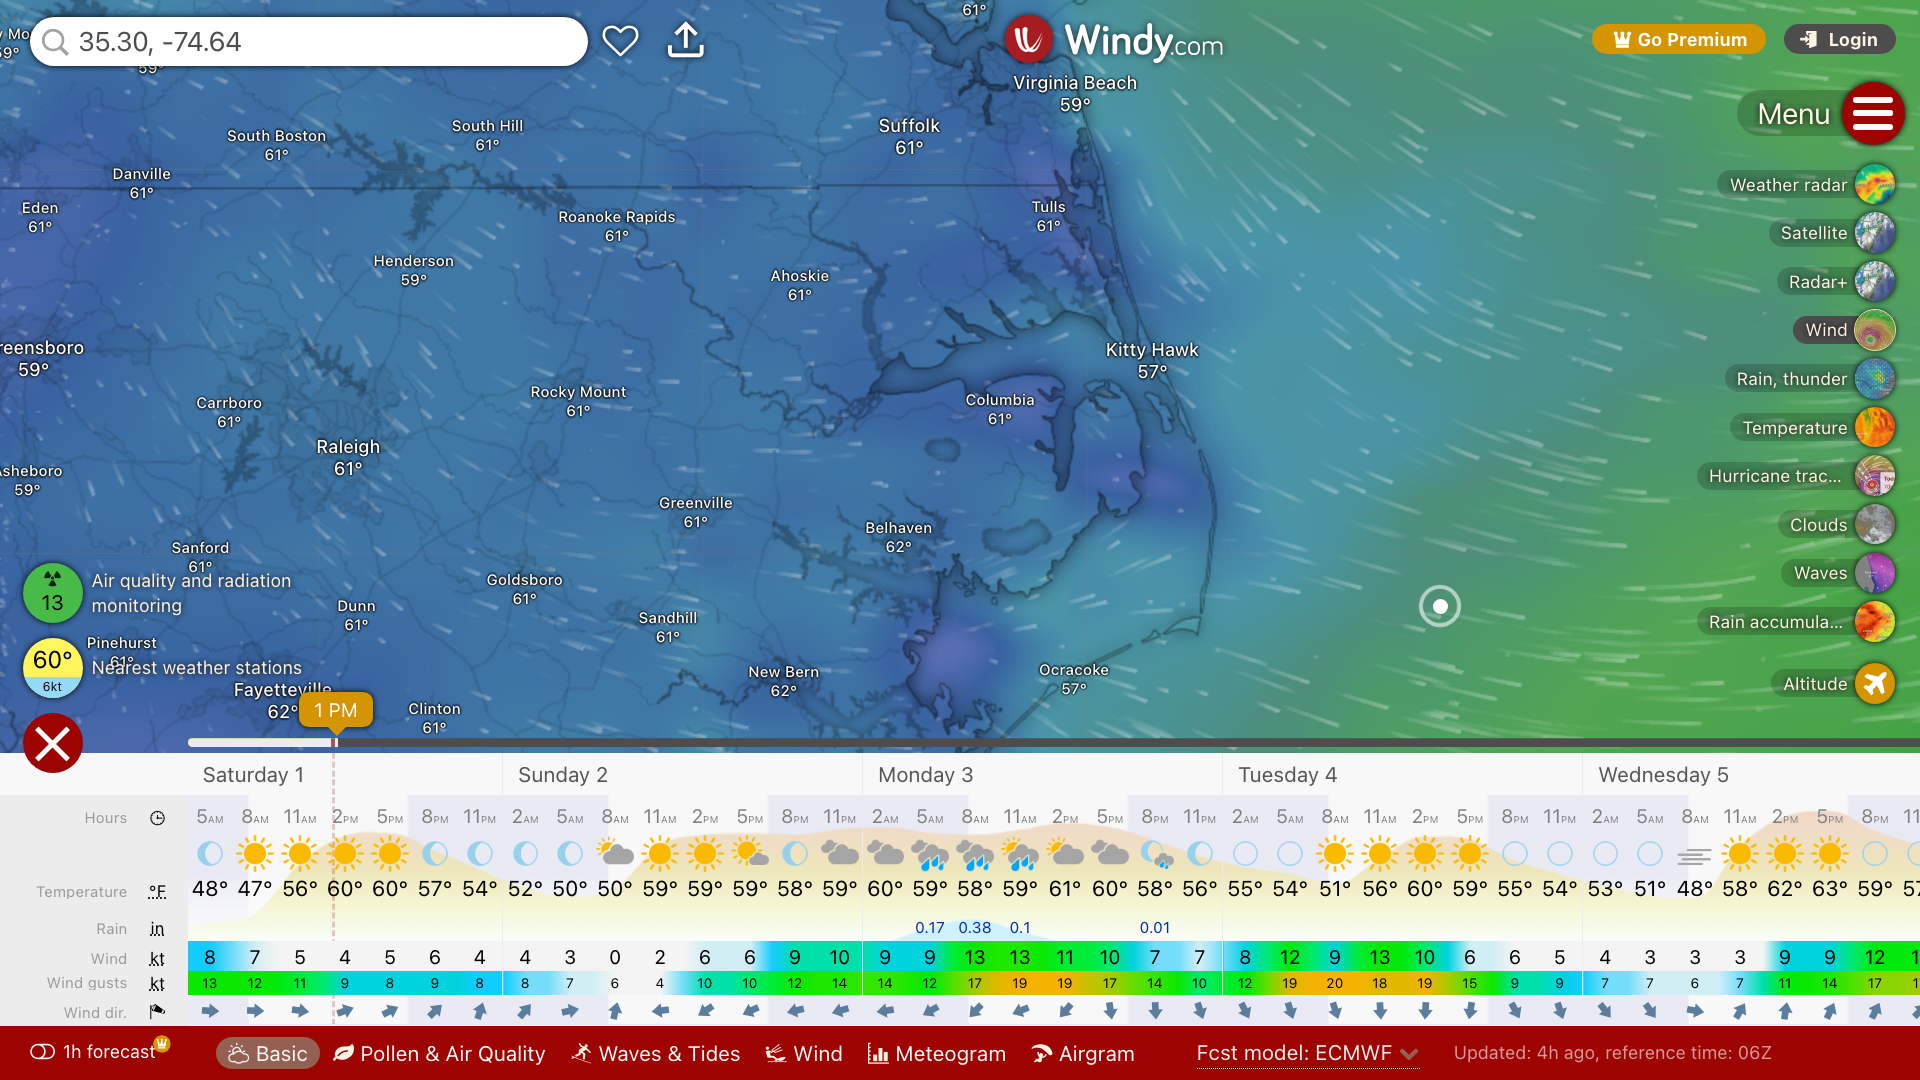 35.30, -74.64
Windy.com
Go Premium
Login
Menu
61°
59°
59°
Virginia Beach
59°
South Boston
61°
South Hill
61°
Suffolk
61°
Danville
61°
Eden
61°
Roanoke Rapids
61°
Tulls
61°
Henderson
59°
Ahoskie
61°
reensboro
59°
Kitty Hawk
57°
Carrboro
61°
Rocky Mount
61°
Columbia
61°
Raleigh
61°
sheboro
59°
Greenville
61°
Belhaven
62°
Sanford
61°
Goldsboro
61°
Dunn
61°
Sandhill
61°
Pinehurst
61°
New Bern
62°
Ocracoke
57°
Fayetteville
62°
Clinton
61°
Weather radar
Satellite
Radar+
Wind
Rain, thunder
Temperature
Hurricane trac...
Clouds
Waves
Rain accumula...
Altitude
13
Air quality and radiation
monitoring
60°
6kt
Nearest weather stations
1 PM
Saturday 1 Sunday 2 Monday 3 Tuesday 4 Wednesday 5
Hours 5AM 8AM 11AM 2PM 5PM 8PM 11PM 2AM 5AM 8AM 11AM 2PM 5PM 8PM 11PM 2AM 5AM 8AM 11AM 2PM 5PM 8PM 11PM 2AM 5AM 8AM 11AM 2PM 5PM 8PM 11PM 2AM 5AM 8AM 11AM 2PM 5PM 8PM 11
Temperature °F 48° 47° 56° 60° 60° 57° 54° 52° 50° 50° 59° 59° 59° 58° 59° 60° 59° 58° 59° 61° 60° 58° 56° 55° 54° 51° 56° 60° 59° 55° 54° 53° 51° 48° 58° 62° 63° 59° 57
Rain in 0.17 0.38 0.1 0.01
Wind kt 8 7 5 4 5 6 4 4 3 0 2 6 6 9 10 9 9 13 13 11 10 7 7 8 12 9 13 10 6 6 5 4 3 3 3 9 9 12 1
Wind gusts kt 13 12 11 9 8 9 8 8 7 6 4 10 10 12 14 14 12 17 19 19 17 14 10 12 19 20 18 19 15 9 9 7 7 6 7 11 14 17 1
Wind dir.
1h forecast
Basic
Pollen & Air Quality
Waves & Tides
Wind
Meteogram
Airgram
Fcst model: ECMWF
Updated: 4h ago, reference time: 06Z